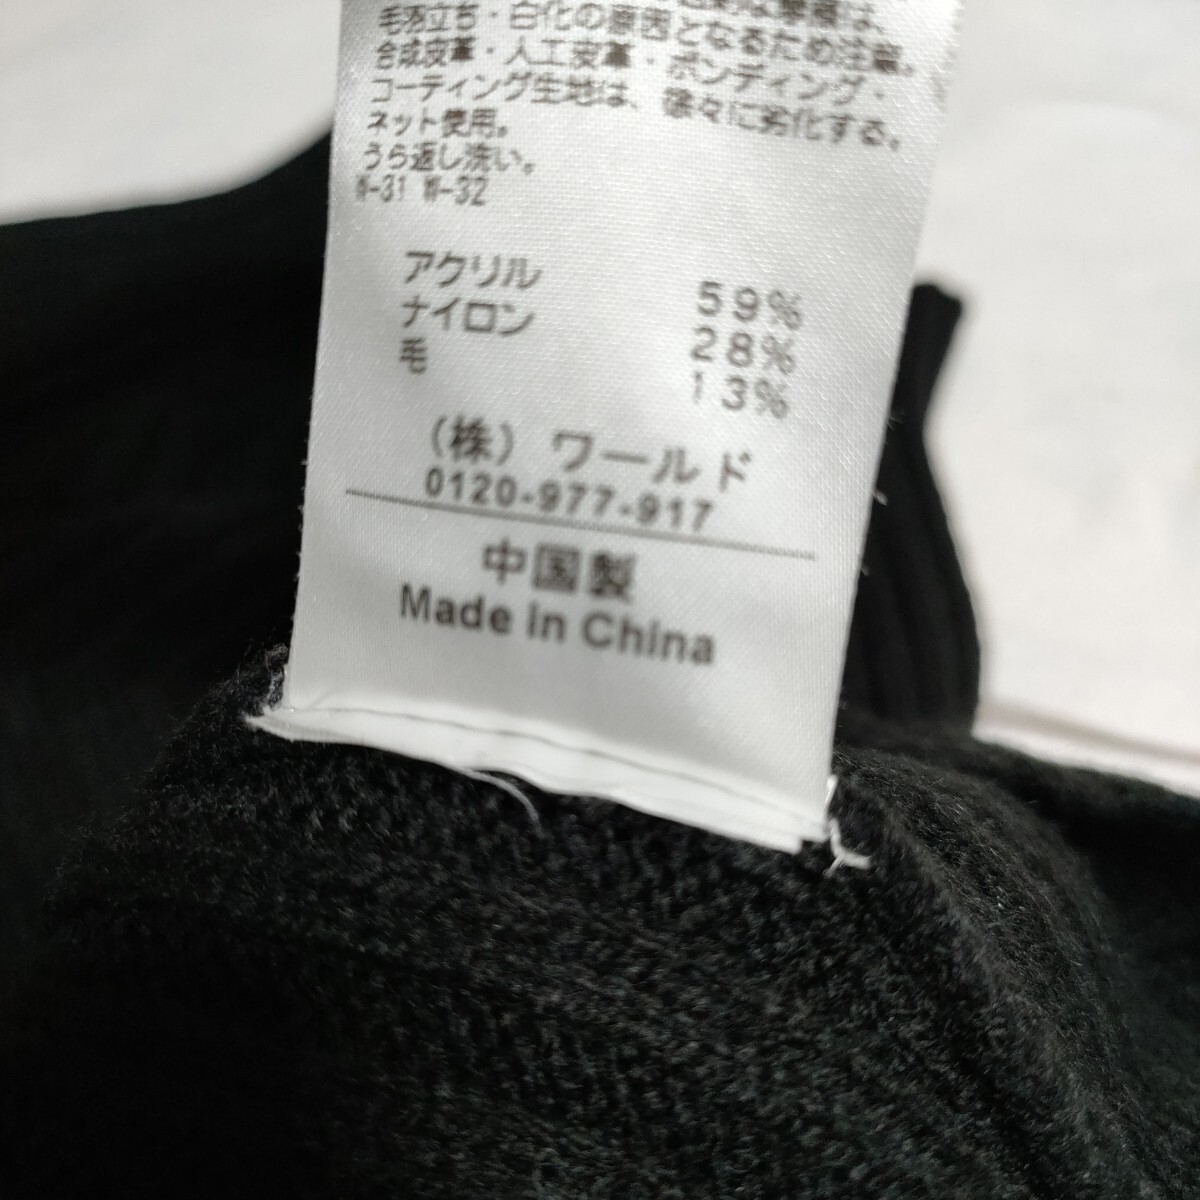 毛羽立ち・白化の原因となるため注意。
合成皮革・人工皮革・ボンディング・
コーティング生地は、徐々に劣化する。
ネット使用。
うら返し洗い。
W-31 W-32
アクリル 59%
ナイロン 28%
毛 13%
(株) ワールド
0120-977-917
中国製
Made in China